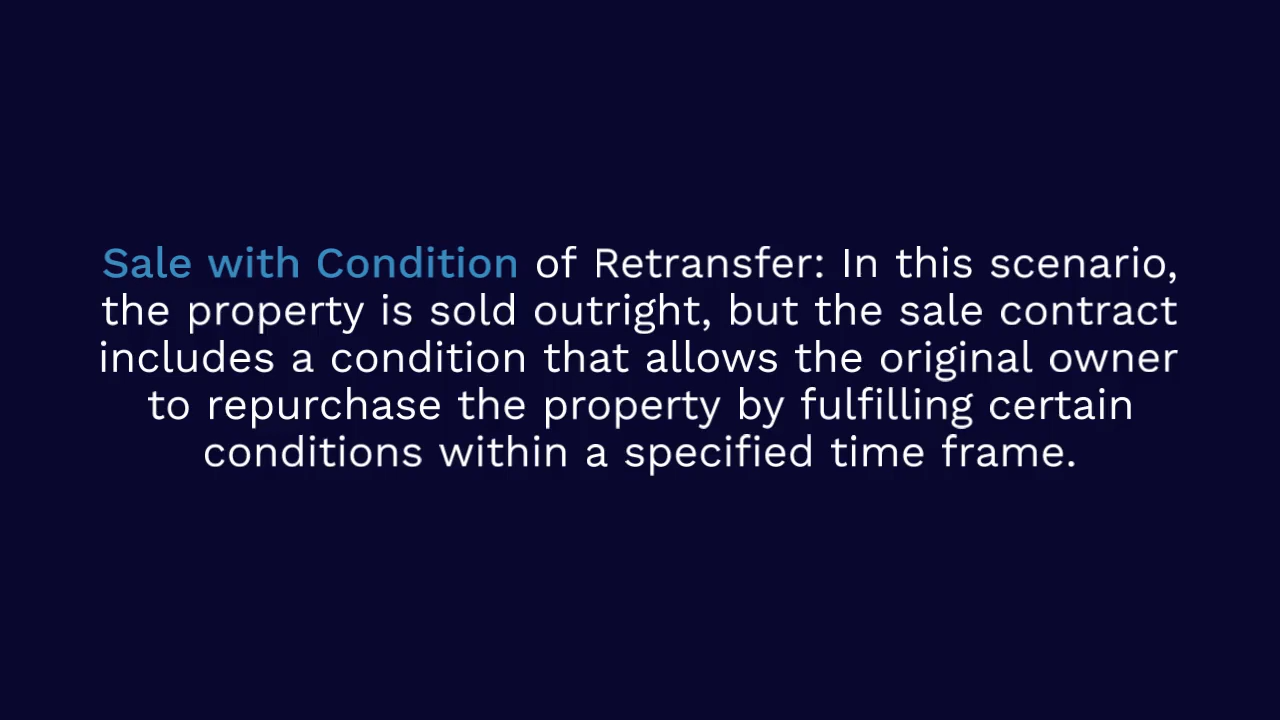 Sale with Condition of Retransfer: In this scenario,
the property is sold outright, but the sale contract
includes a condition that allows the original owner
to repurchase the property by fulfilling certain
conditions within a specified time frame.